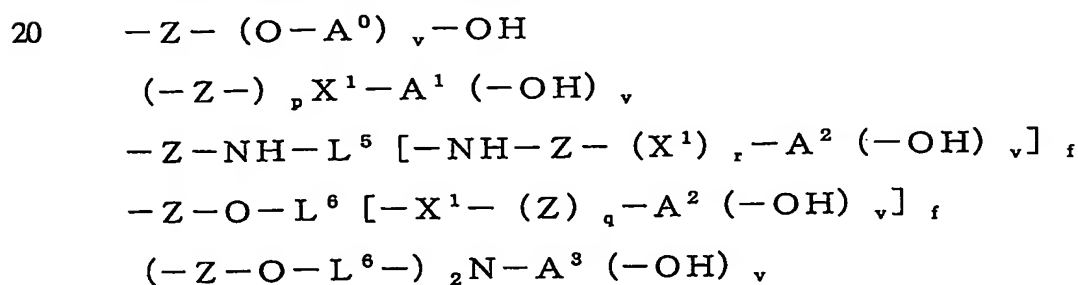 20 －Z－ (O－A⁰) ᵥ－OH
(－Z－) ₚX¹－A¹ (－OH) ᵥ
－Z－NH－L⁵ [－NH－Z－ (X¹) ᵣ－A² (－OH) ᵥ] f
－Z－O－L⁶ [－X¹－ (Z) q－A² (－OH) ᵥ] f
(－Z－O－L⁶－) ₂N－A³ (－OH) ᵥ